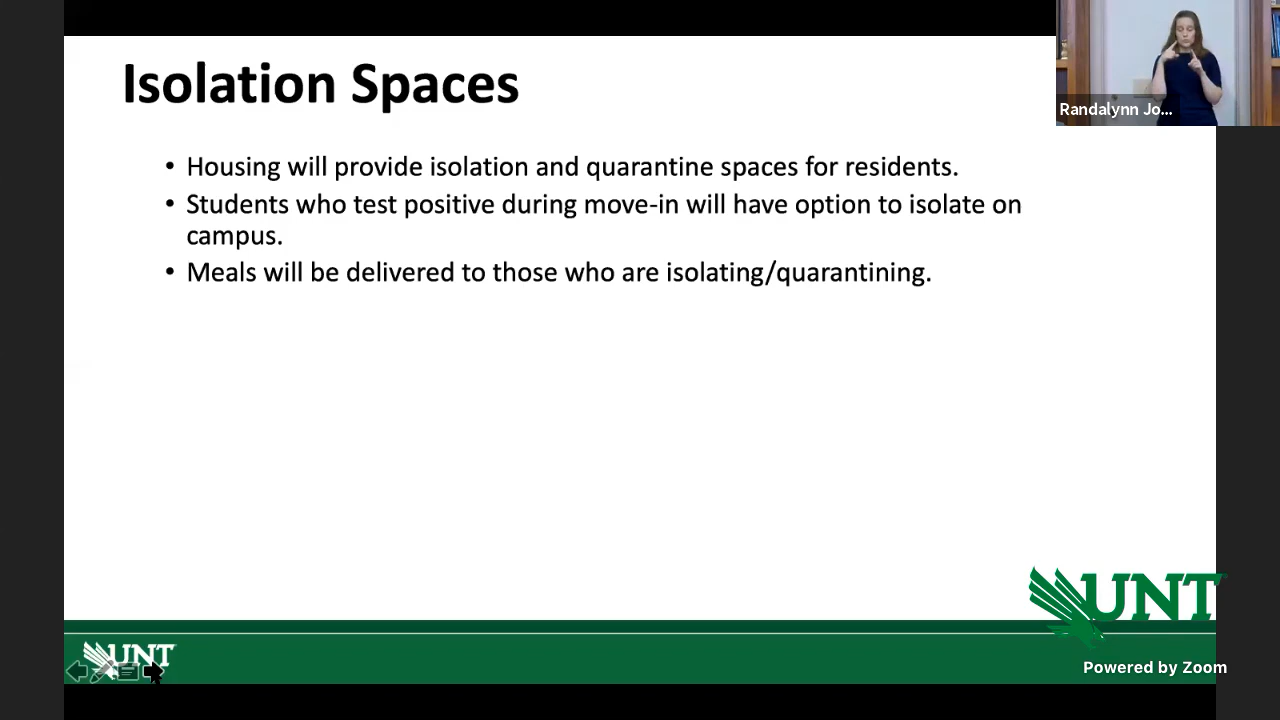 Isolation Spaces
Randalynn Jo...
• Housing will provide isolation and quarantine spaces for residents.
• Students who test positive during move-in will have option to isolate on
campus.
• Meals will be delivered to those who are isolating/quarantining.
UNT
UNT
Powered by Zoom